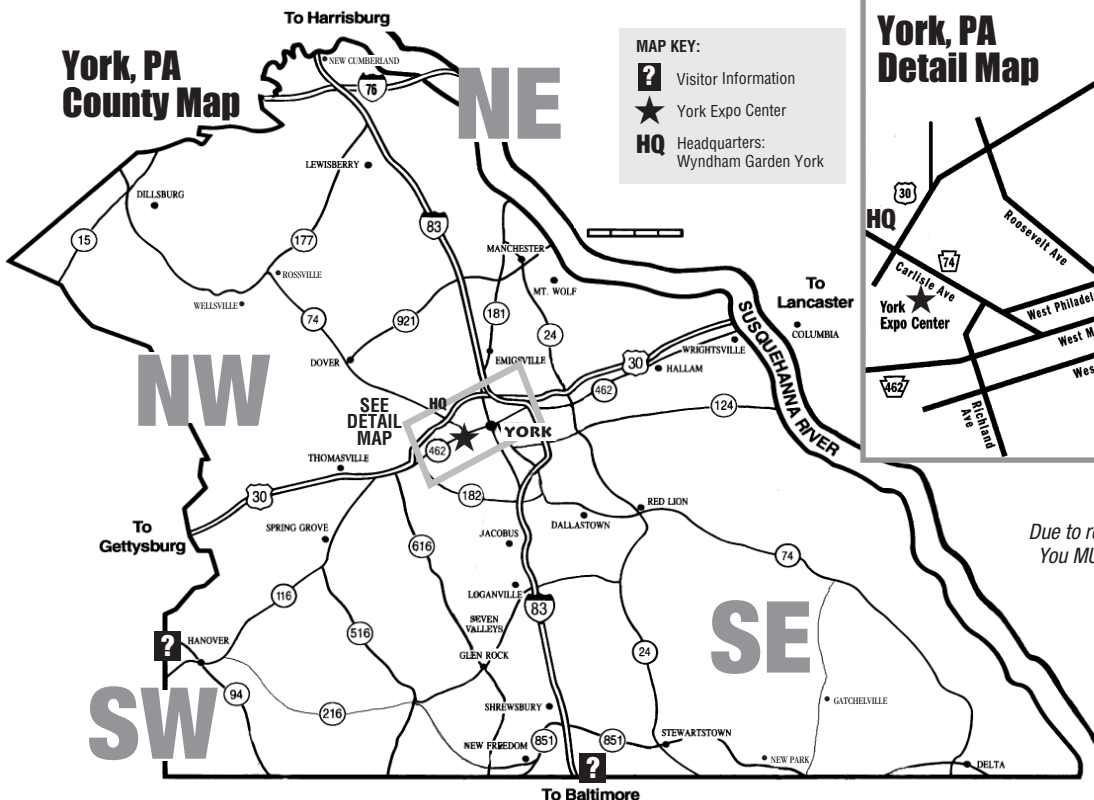 To Harrisburg
York, PA
County Map
NEW CUMBERLAND
76
NE
MAP KEY:
? Visitor Information
York Expo Center
HQ Headquarters:
Wyndham Garden York
York, PA
Detail Map
30
HQ
Roosevelt Ave
74
Carlisle Ave
York
Expo Center
West Philadel
West M
Wes
462
Richland
Ave
LEWISBERRY
DILLSBURG
83
15
177
MANCHESTER
ROSSVILLE
MT. WOLF
WELLSVILLE
To
Lancaster
74
921
181
24
COLUMBIA
SUSQUEHANNA RIVER
WRIGHTSVILLE
DOVER
EMIGSVILLE
30
HALLAM
NW
462
HQ
124
SEE
DETAIL
MAP
YORK
462
THOMASVILLE
30
182
RED LION
To
Gettysburg
SPRING GROVE
DALLASTOWN
JACOBUS
616
74
Due to re
You MU
LOGANVILLE
83
116
SEVEN
VALLEYS
516
SE
?
HANOVER
GLEN ROCK
24
94
SW
216
SHREWSBURY
GATCHELVILLE
NEW FREEDOM
851
851
STEWARTSTOWN
NEW PARK
DELTA
?
To Baltimore